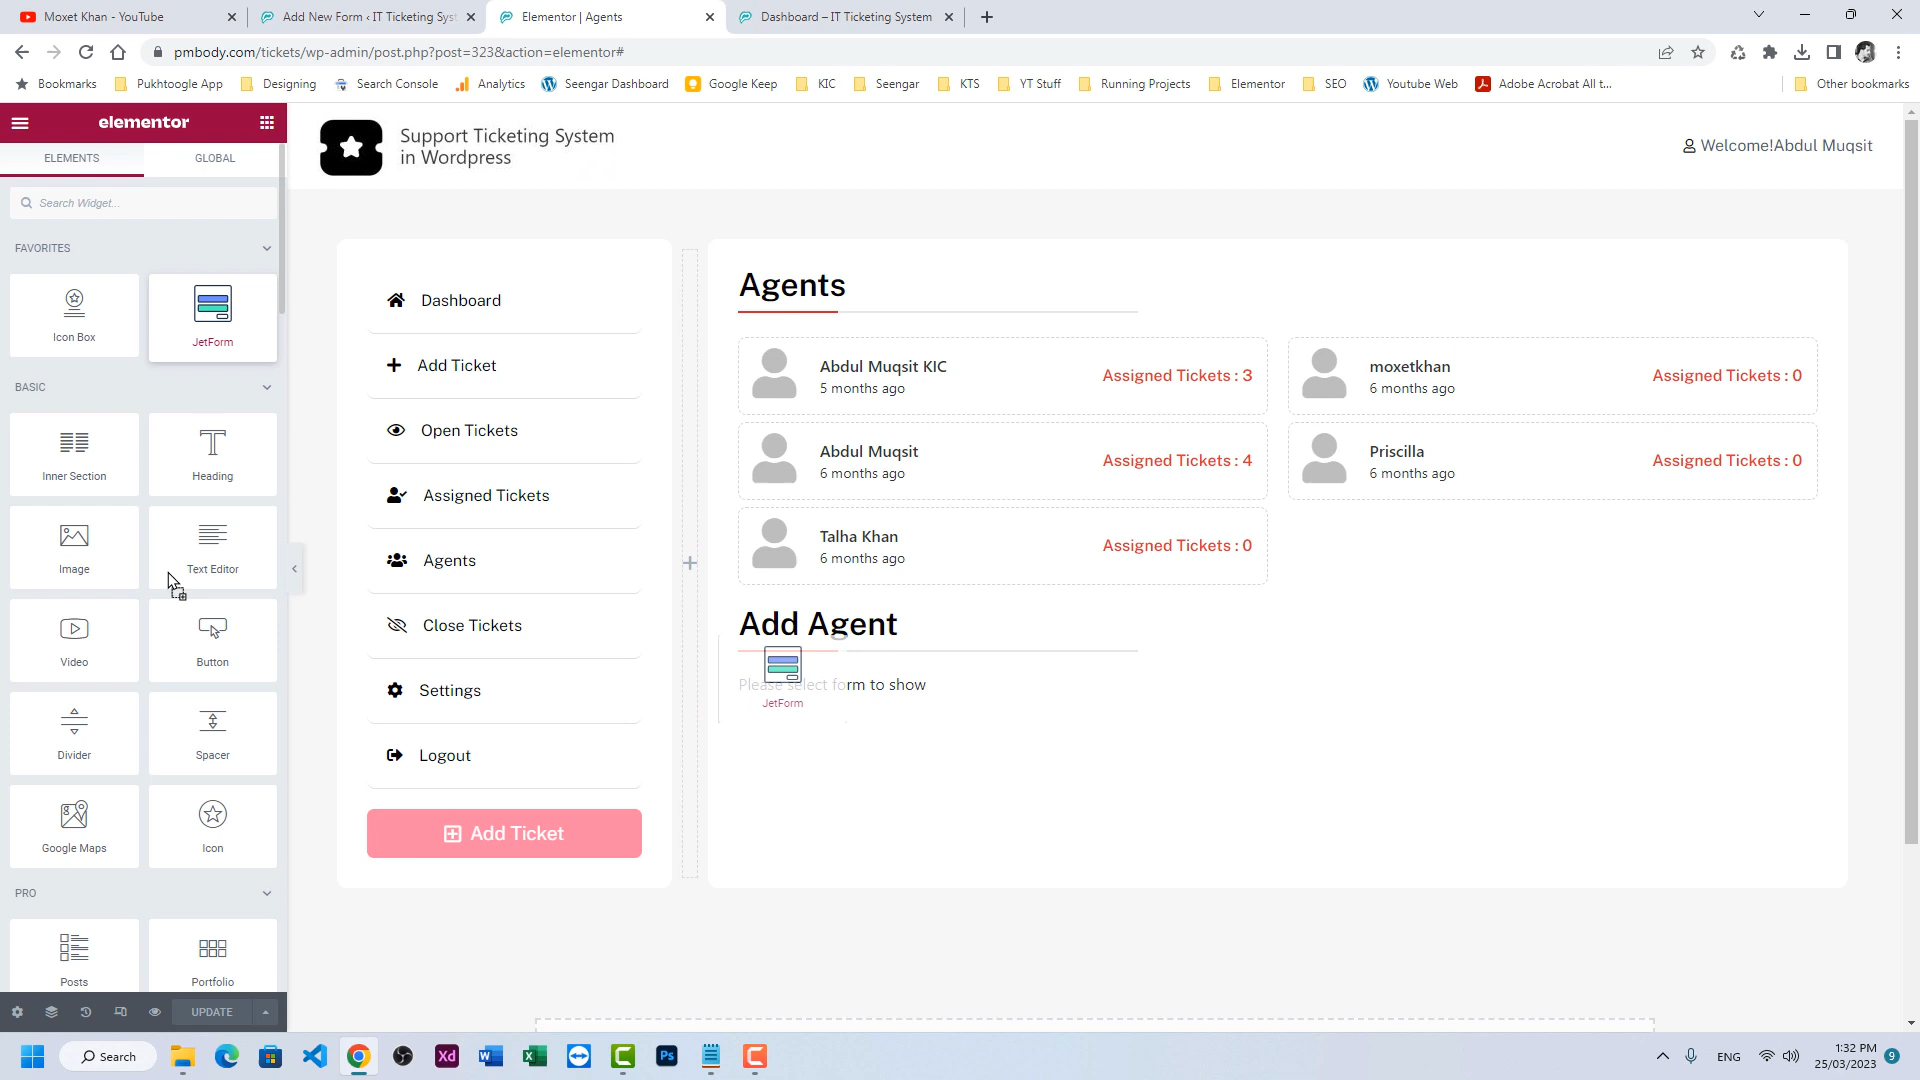 Moxet Khan - YouTube
Add New Form ‹ IT Ticketing Syst
Elementor | Agents
Dashboard – IT Ticketing System
pmbody.com/tickets/wp-admin/post.php?post=323&action=elementor#
Bookmarks
Pukhtoogle App
Designing
Search Console
Analytics
Seengar Dashboard
Google Keep
KIC
Seengar
KTS
YT Stuff
Running Projects
Elementor
SEO
Youtube Web
Adobe Acrobat All t...
Other bookmarks
elementor
ELEMENTS
GLOBAL
Search Widget...
FAVORITES
Icon Box
JetForm
BASIC
Inner Section
Heading
Image
Text Editor
Video
Button
Divider
Spacer
Google Maps
Icon
PRO
Posts
Portfolio
UPDATE
Support Ticketing System
in Wordpress
Welcome!Abdul Muqsit
Dashboard
Add Ticket
Open Tickets
Assigned Tickets
Agents
Close Tickets
Settings
Logout
Add Ticket
Agents
Abdul Muqsit KIC
5 months ago
Assigned Tickets : 3
moxetkhan
6 months ago
Assigned Tickets : 0
Abdul Muqsit
6 months ago
Assigned Tickets : 4
Priscilla
6 months ago
Assigned Tickets : 0
Talha Khan
6 months ago
Assigned Tickets : 0
Add Agent
Please select form to show
JetForm
Search
Xd
Ps
ENG
1:32 PM
25/03/2023
9